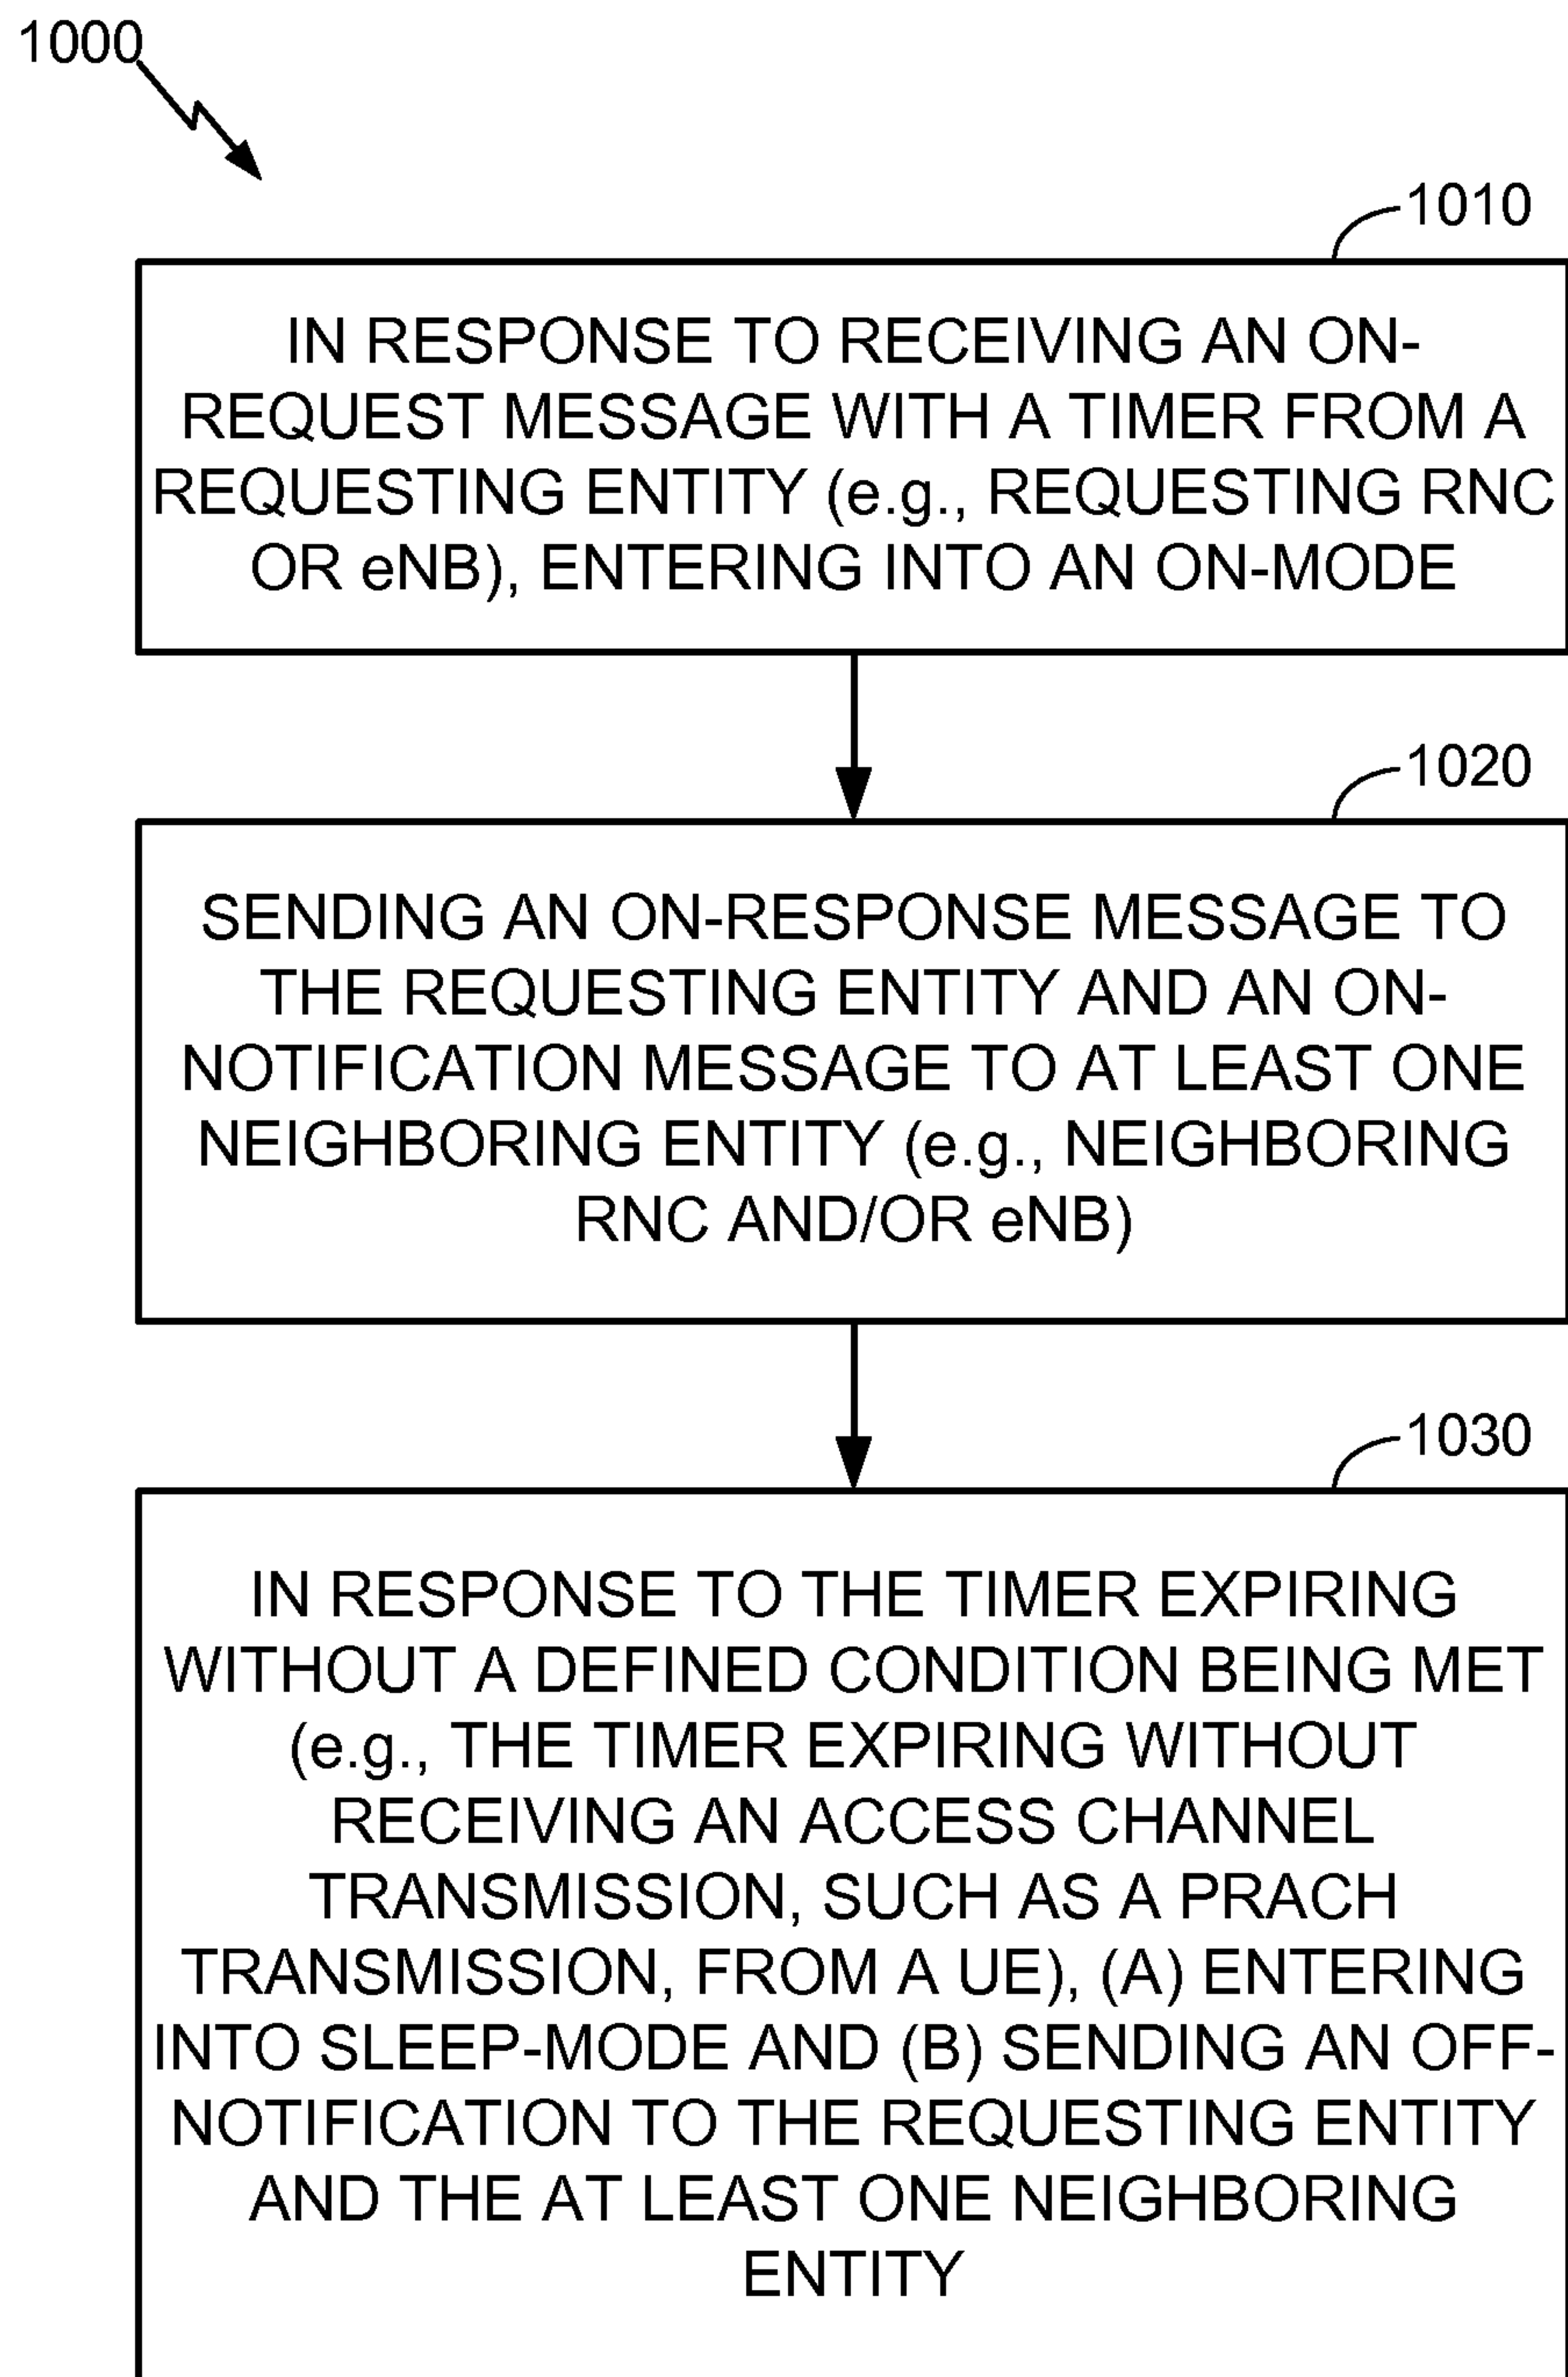 1000
1010
IN RESPONSE TO RECEIVING AN ON-
REQUEST MESSAGE WITH A TIMER FROM A
REQUESTING ENTITY (e.g., REQUESTING RNC
OR eNB), ENTERING INTO AN ON-MODE
1020
SENDING AN ON-RESPONSE MESSAGE TO
THE REQUESTING ENTITY AND AN ON-
NOTIFICATION MESSAGE TO AT LEAST ONE
NEIGHBORING ENTITY (e.g., NEIGHBORING
RNC AND/OR eNB)
1030
IN RESPONSE TO THE TIMER EXPIRING
WITHOUT A DEFINED CONDITION BEING MET
(e.g., THE TIMER EXPIRING WITHOUT
RECEIVING AN ACCESS CHANNEL
TRANSMISSION, SUCH AS A PRACH
TRANSMISSION, FROM A UE), (A) ENTERING
INTO SLEEP-MODE AND (B) SENDING AN OFF-
NOTIFICATION TO THE REQUESTING ENTITY
AND THE AT LEAST ONE NEIGHBORING
ENTITY